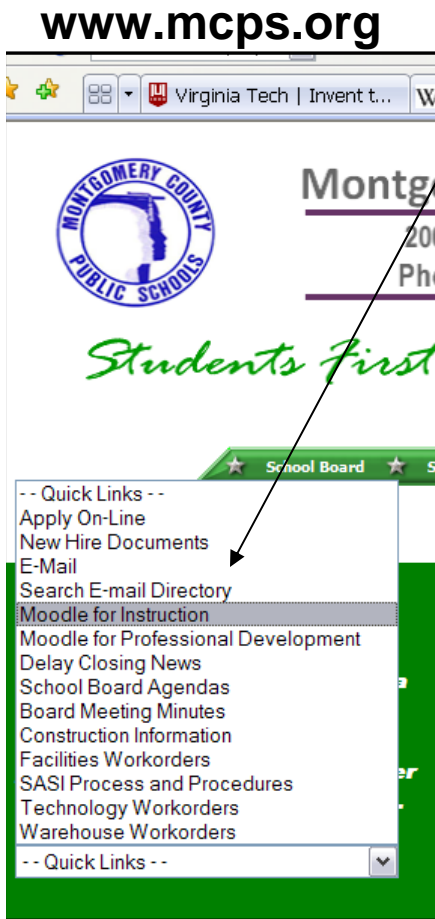 www.mcps.org
Virginia Tech | Invent t...
MONTGOMERY COUNTY
PUBLIC SCHOOLS
Students First
School Board
- - Quick Links - -
Apply On-Line
New Hire Documents
E-Mail
Search E-mail Directory
Moodle for Instruction
Moodle for Professional Development
Delay Closing News
School Board Agendas
Board Meeting Minutes
Construction Information
Facilities Workorders
SASI Process and Procedures
Technology Workorders
Warehouse Workorders
- - Quick Links - -